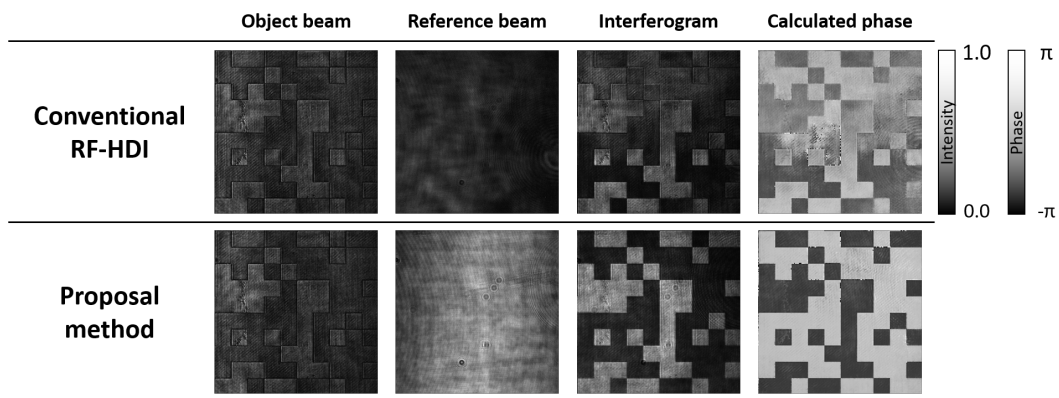 Object beam Reference beam Interferogram Calculated phase
Conventional
RF-HDI
1.0 π
Intensity
Phase
0.0 -π
Proposal
method